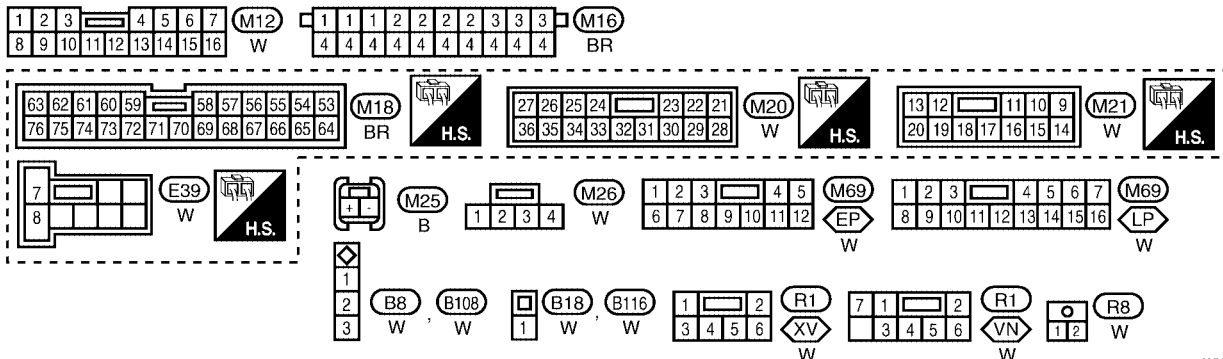 1 2 3 4 5 6 7 M12 1 1 1 2 2 2 2 3 3 3 M16
8 9 10 11 12 13 14 15 16 W 4 4 4 4 4 4 4 4 4 4 BR
63 62 61 60 59 58 57 56 55 54 53 M18 27 26 25 24 23 22 21 M20 13 12 11 10 9 M21
76 75 74 73 72 71 70 69 68 67 66 65 64 BR H.S. 36 35 34 33 32 31 30 29 28 W H.S. 20 19 18 17 16 15 14 W H.S.
7 E39 + - M25 M26 1 2 3 4 5 M69 1 2 3 4 5 6 7 M69
8 W H.S. B 1 2 3 4 W 6 7 8 9 10 11 12 EP 8 9 10 11 12 13 14 15 16 LP
W W
1
2 B8 , B108 B18 , B116 1 2 R1 7 1 2 R1 R8
3 W W 1 W W 3 4 5 6 XV 3 4 5 6 VN 1 2 W
W W